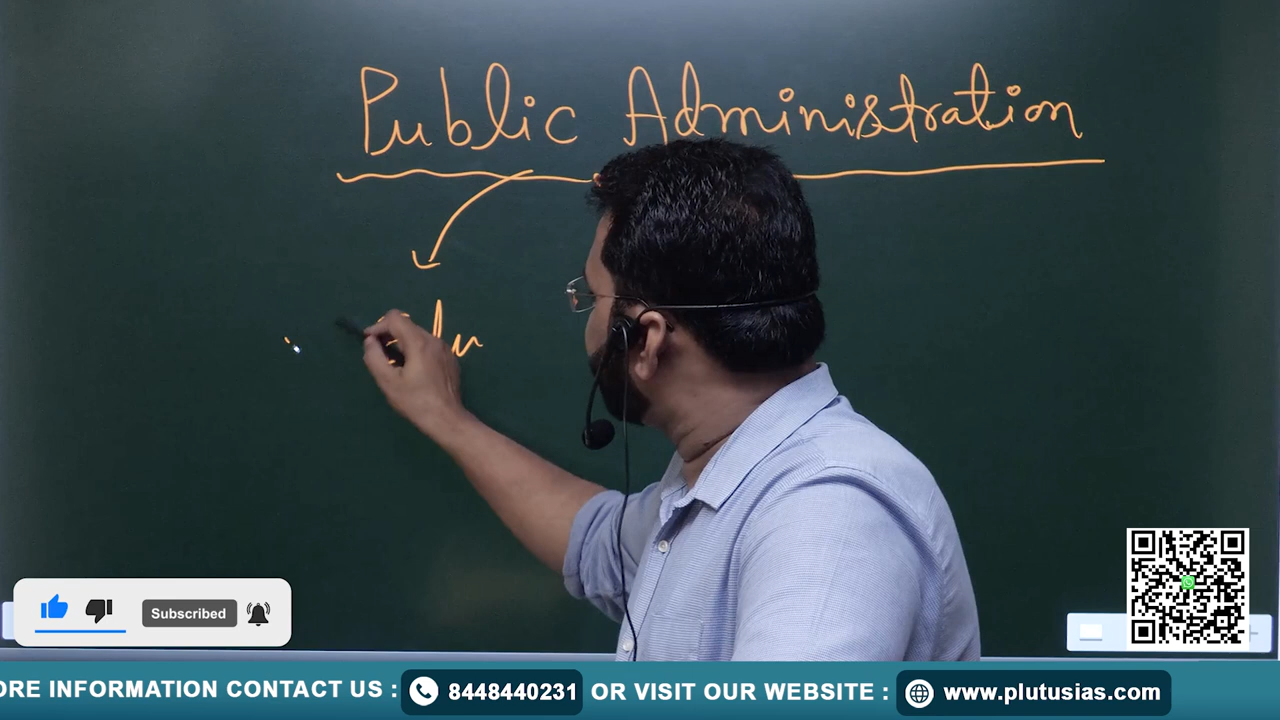 Public Administration
Subscribed
ORE INFORMATION CONTACT US : 8448440231 OR VISIT OUR WEBSITE : www.plutusias.com